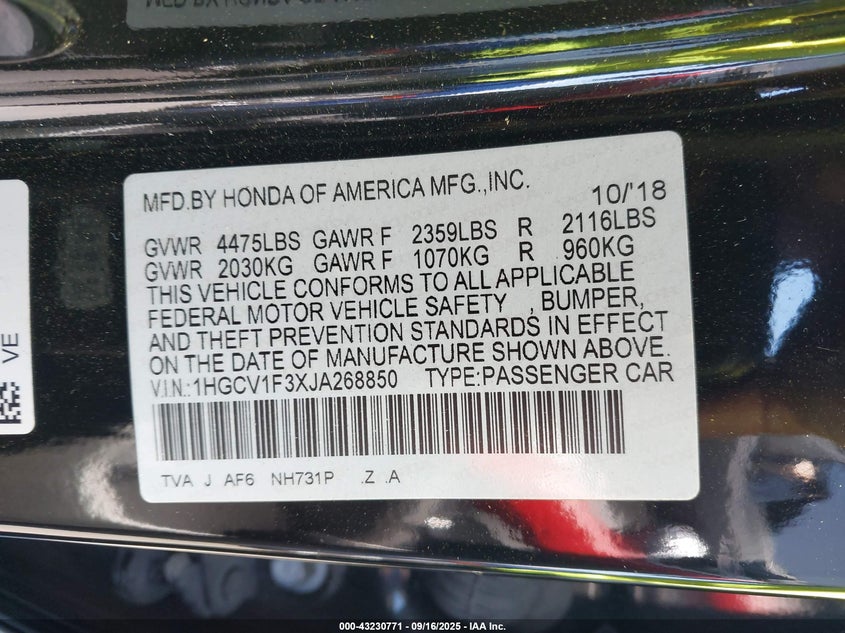 MFD.BY HONDA OF AMERICA MFG.,INC. 10/'18
GVWR 4475LBS GAWR F 2359LBS R 2116LBS
GVWR 2030KG GAWR F 1070KG R 960KG
THIS VEHICLE CONFORMS TO ALL APPLICABLE
FEDERAL MOTOR VEHICLE SAFETY , BUMPER,
AND THEFT PREVENTION STANDARDS IN EFFECT
ON THE DATE OF MANUFACTURE SHOWN ABOVE.
V.I.N.:1HGCV1F3XJA268850 TYPE:PASSENGER CAR
TVA J AF6 NH731P .Z .A
VE
000-43230771 - 09/16/2025 - IAA Inc.